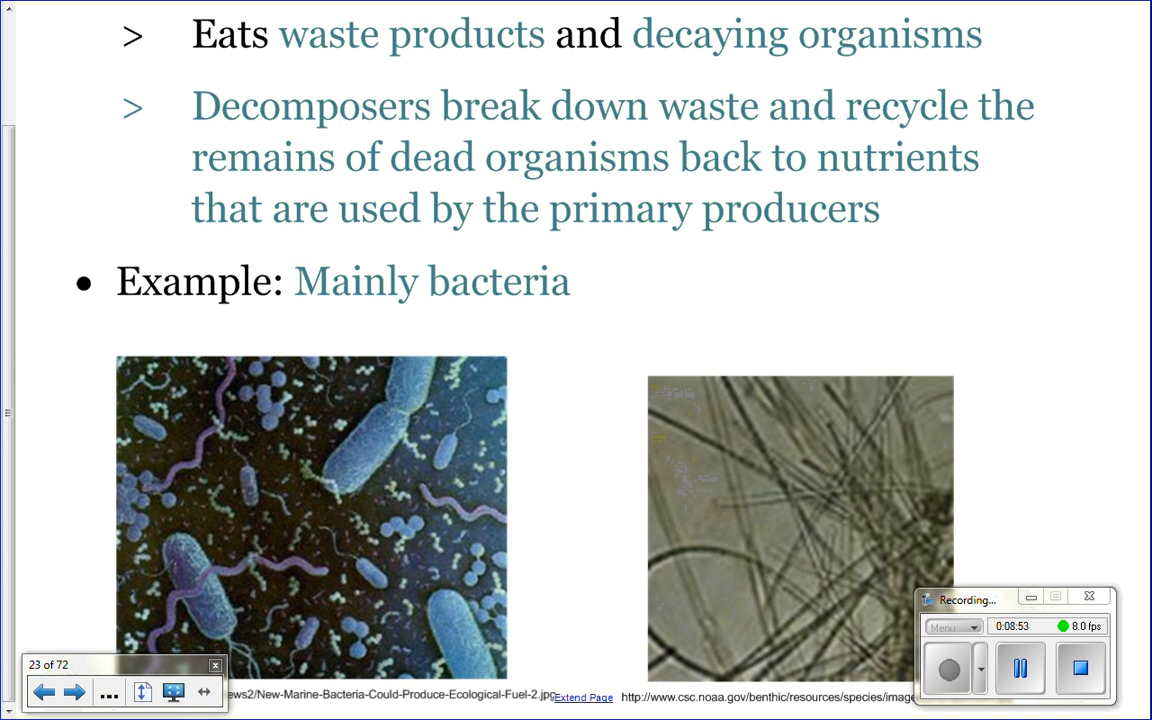 > Eats waste products and decaying organisms
> Decomposers break down waste and recycle the
remains of dead organisms back to nutrients
that are used by the primary producers
• Example: Mainly bacteria
Recording...
Menu 0:08:53 8.0 fps
23 of 72
ews2/New-Marine-Bacteria-Could-Produce-Ecological-Fuel-2.jpg Extend Page http://www.csc.noaa.gov/benthic/resources/species/image